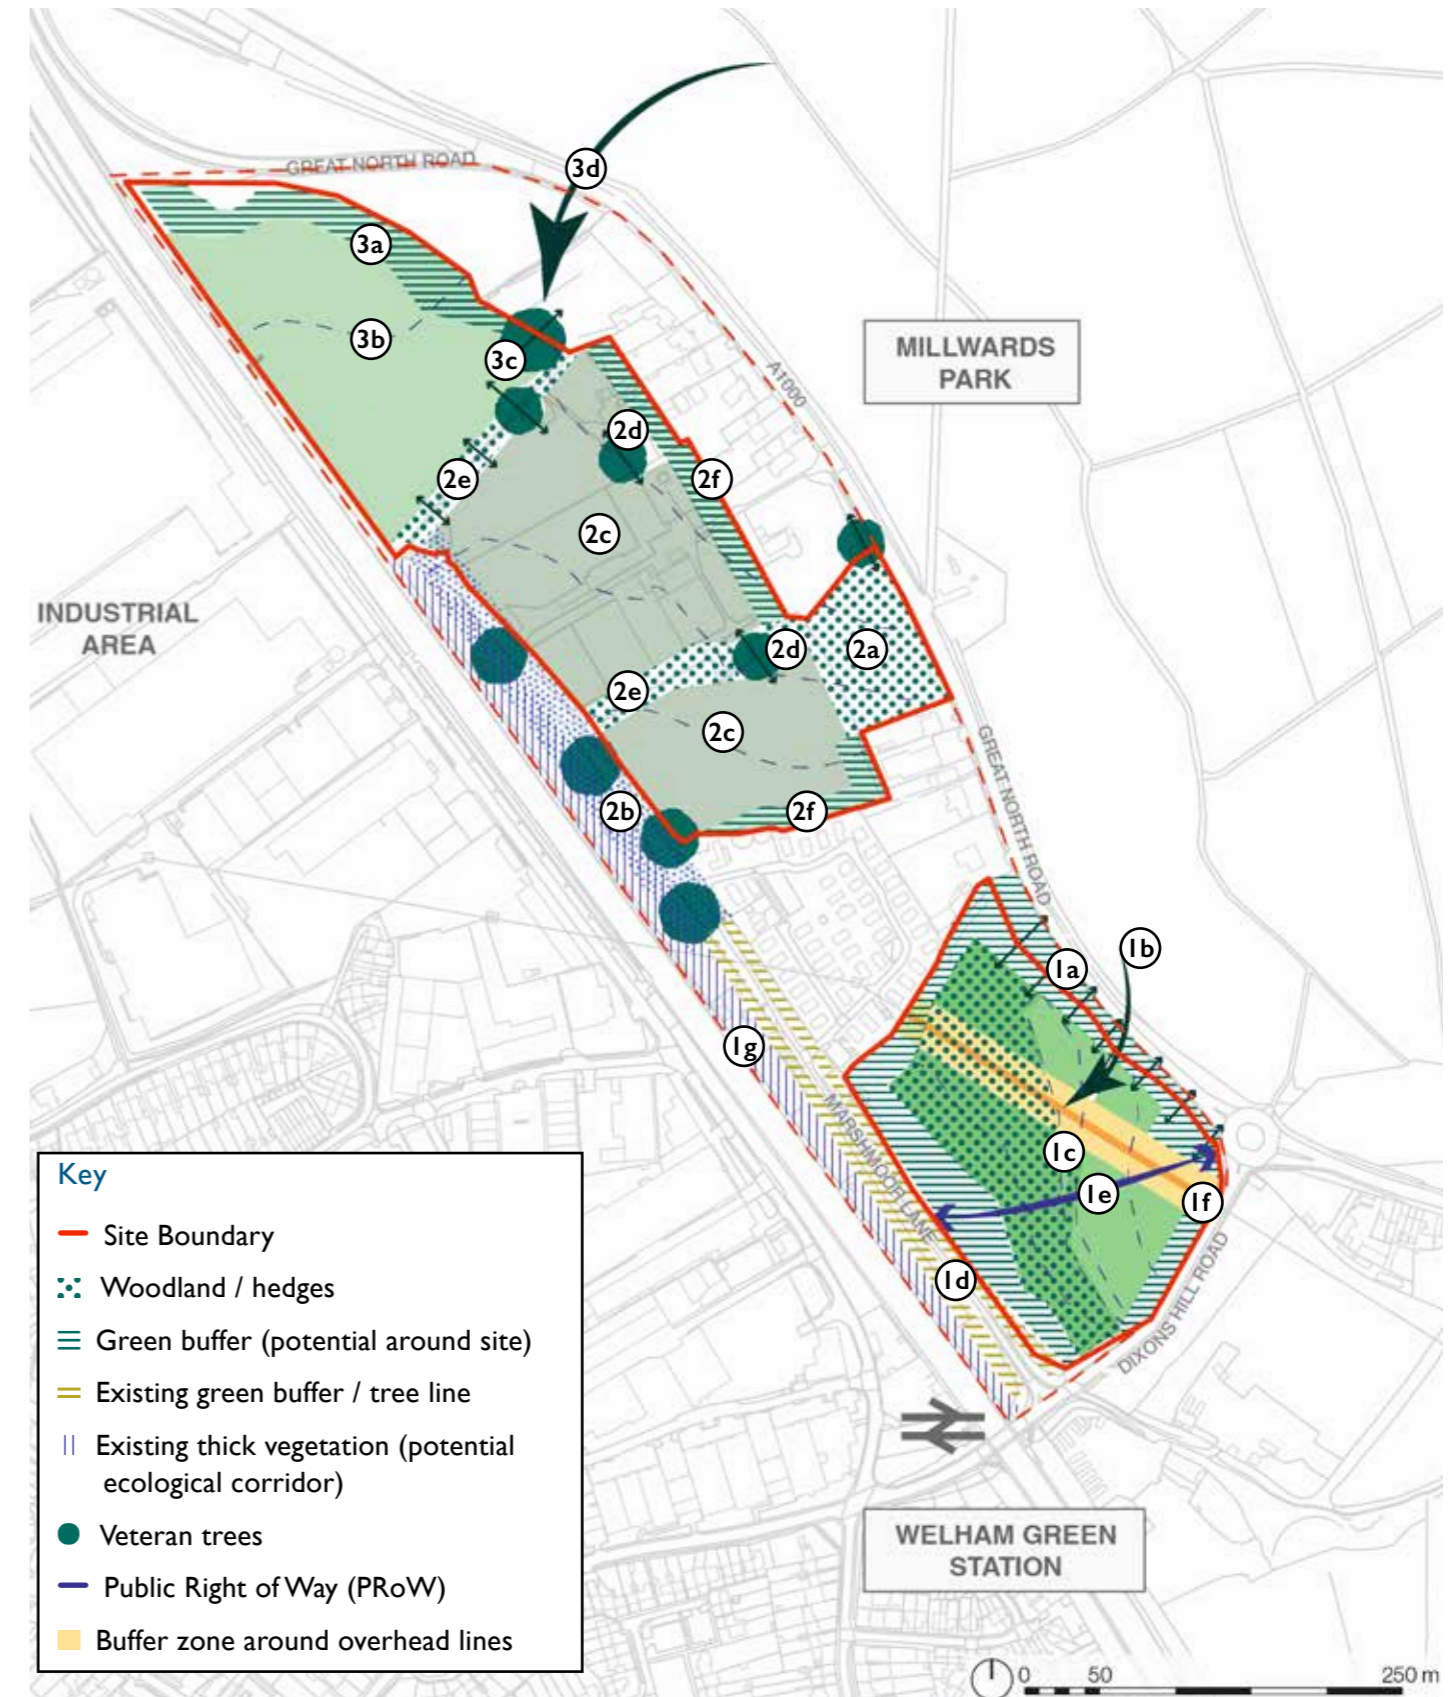 GREAT NORTH ROAD
3d
3a
3b
3c
A1000
MILLWARDS
PARK
2d
2e
2f
2c
INDUSTRIAL
AREA
2d
2a
2e
2c
2b
2f
GREAT NORTH ROAD
1b
1a
1g
MARSHMOOR LANE
1c
1e
1f
1d
DIXONS HILL ROAD
Key
Site Boundary
Woodland / hedges
Green buffer (potential around site)
Existing green buffer / tree line
Existing thick vegetation (potential
ecological corridor)
Veteran trees
Public Right of Way (PRoW)
Buffer zone around overhead lines
WELHAM GREEN
STATION
0 50 250 m